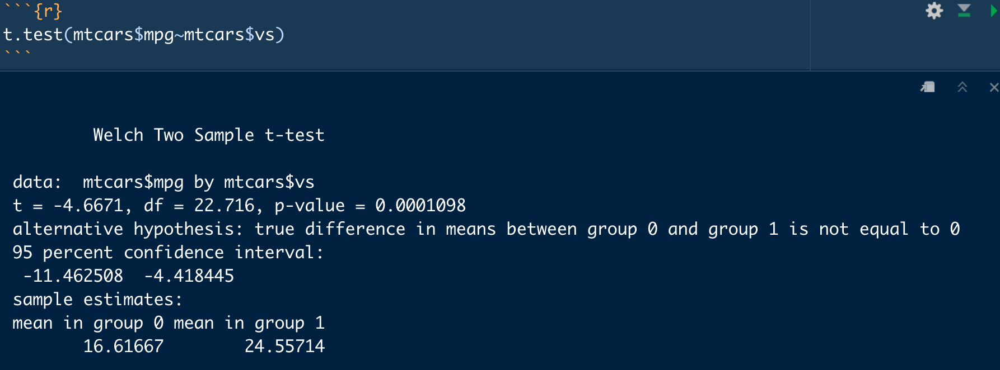 ```{r}
t.test(mtcars$mpg~mtcars$vs)
```
Welch Two Sample t-test
data:  mtcars$mpg by mtcars$vs
t = -4.6671, df = 22.716, p-value = 0.0001098
alternative hypothesis: true difference in means between group 0 and group 1 is not equal to 0
95 percent confidence interval:
 -11.462508  -4.418445
sample estimates:
mean in group 0 mean in group 1
       16.61667        24.55714